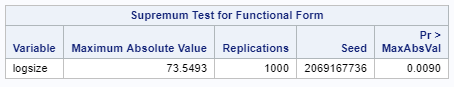 Supremum Test for Functional Form
Variable Maximum Absolute Value Replications Seed Pr >
MaxAbsVal
logsize 73.5493 1000 2069167736 0.0090